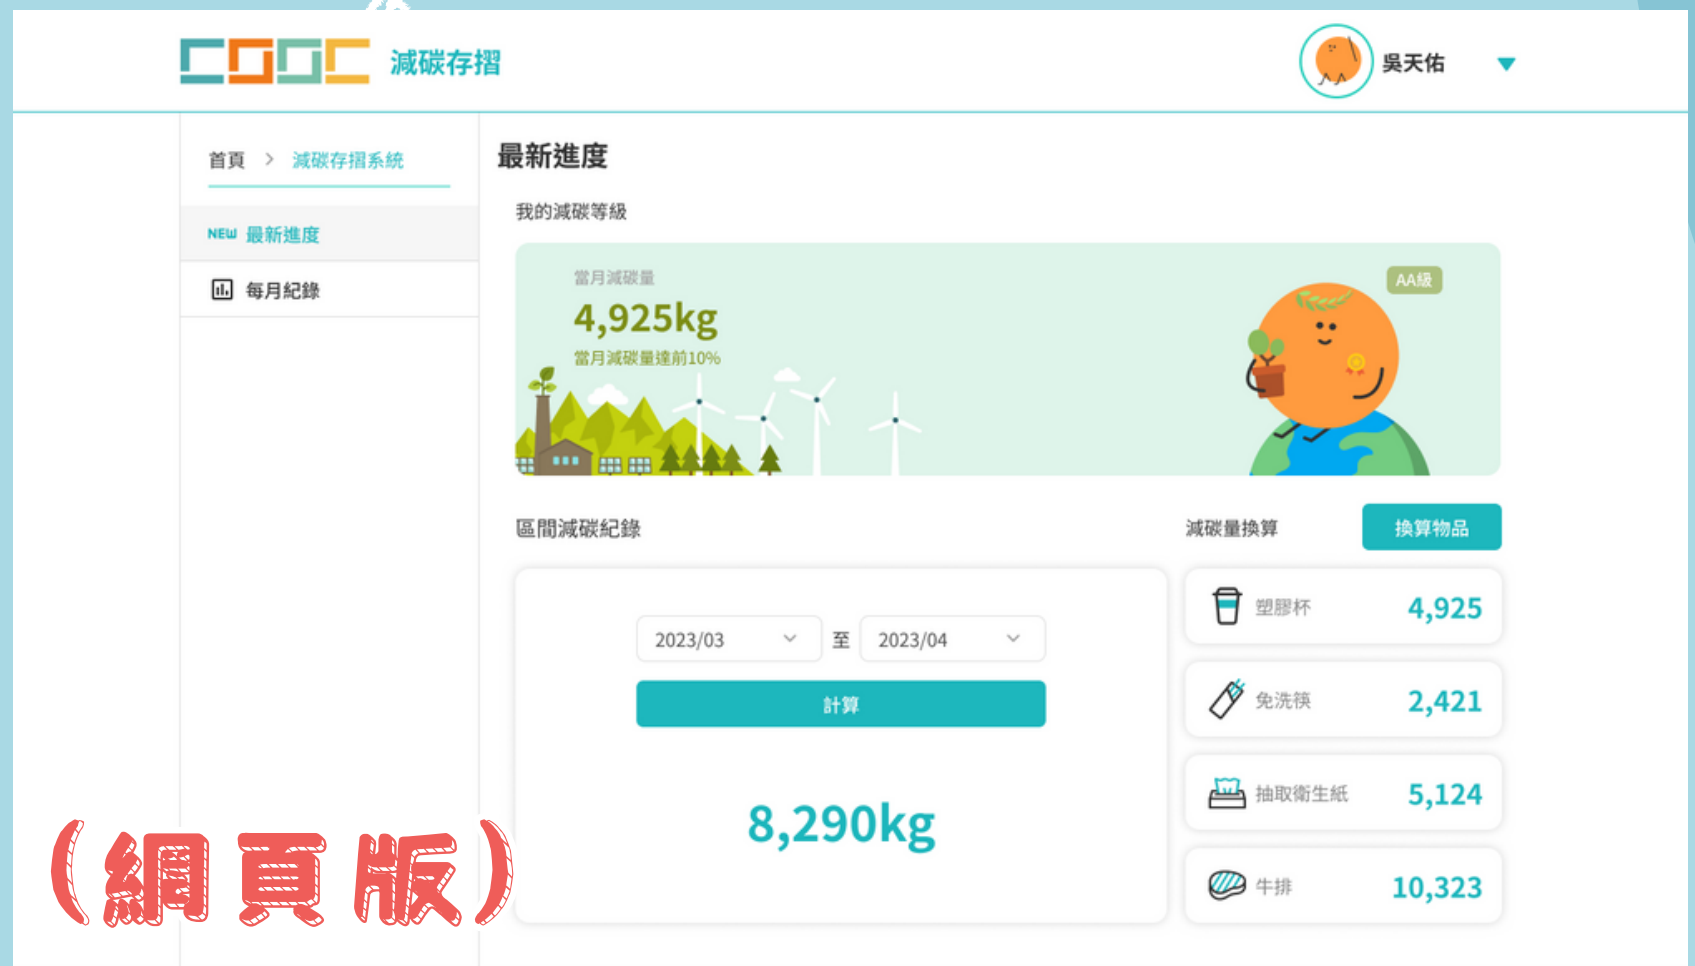 COOC 減碳存摺
吳天佑
首頁 > 減碳存摺系統
NEW 最新進度
每月紀錄
最新進度
我的減碳等級
當月減碳量
4,925kg
當月減碳量達前10%
AA級
區間減碳紀錄
2023/03 至 2023/04
計算
8,290kg
減碳量換算
換算物品
塑膠杯 4,925
免洗筷 2,421
抽取衛生紙 5,124
牛排 10,323
(網頁版)